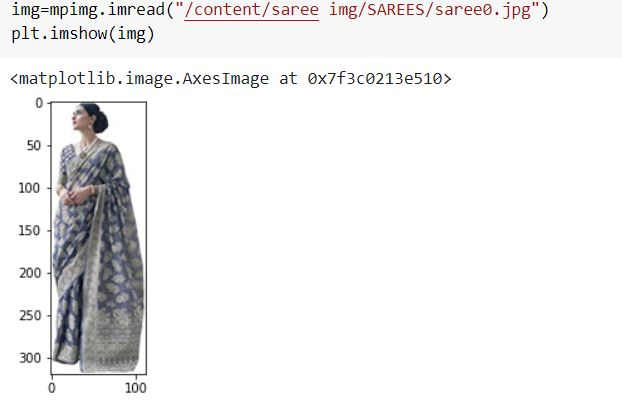 img=mpimg.imread("/content/saree img/SAREES/saree0.jpg")
plt.imshow(img)
<matplotlib.image.AxesImage at 0x7f3c0213e510>
0
50
100
150
200
250
300
0 100